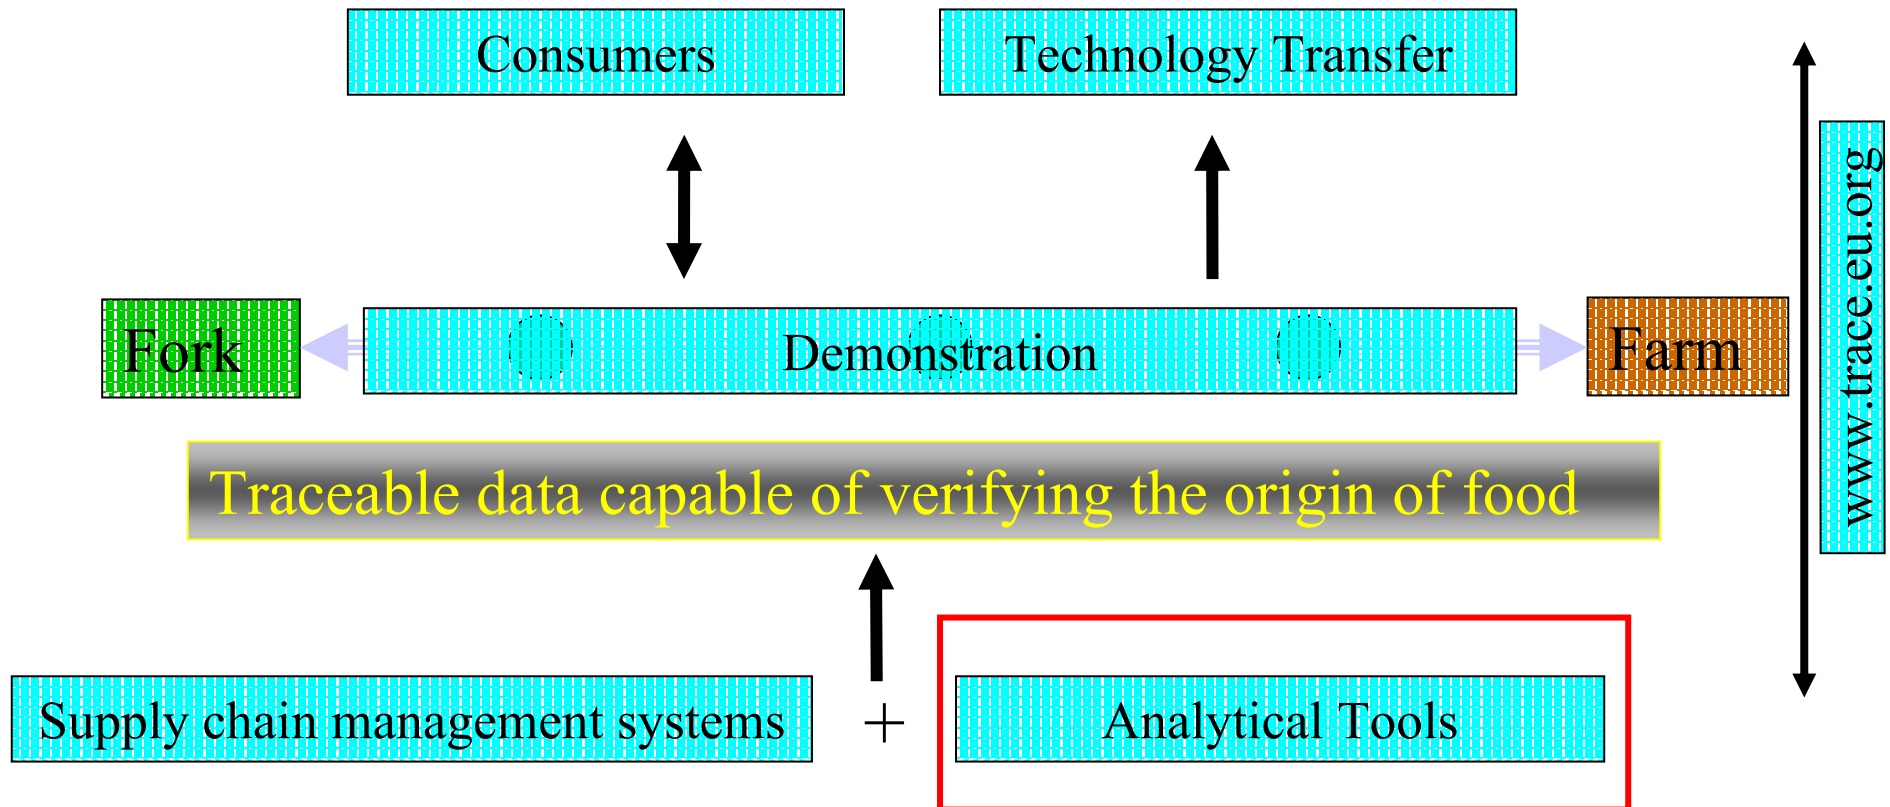 Consumers
Technology Transfer
www.trace.eu.org
Fork
Demonstration
Farm
Traceable data capable of verifying the origin of food
Supply chain management systems
+
Analytical Tools